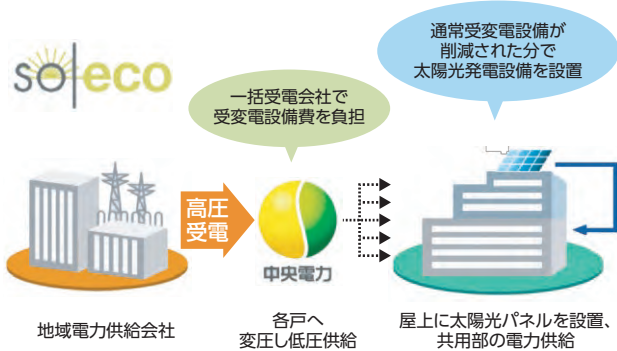 soleco
通常受変電設備が
削減された分で
太陽光発電設備を設置
一括受電会社で
受変電設備費を負担
高圧
受電
中央電力
地域電力供給会社
各戸へ
変圧し低圧供給
屋上に太陽光パネルを設置、
共用部の電力供給